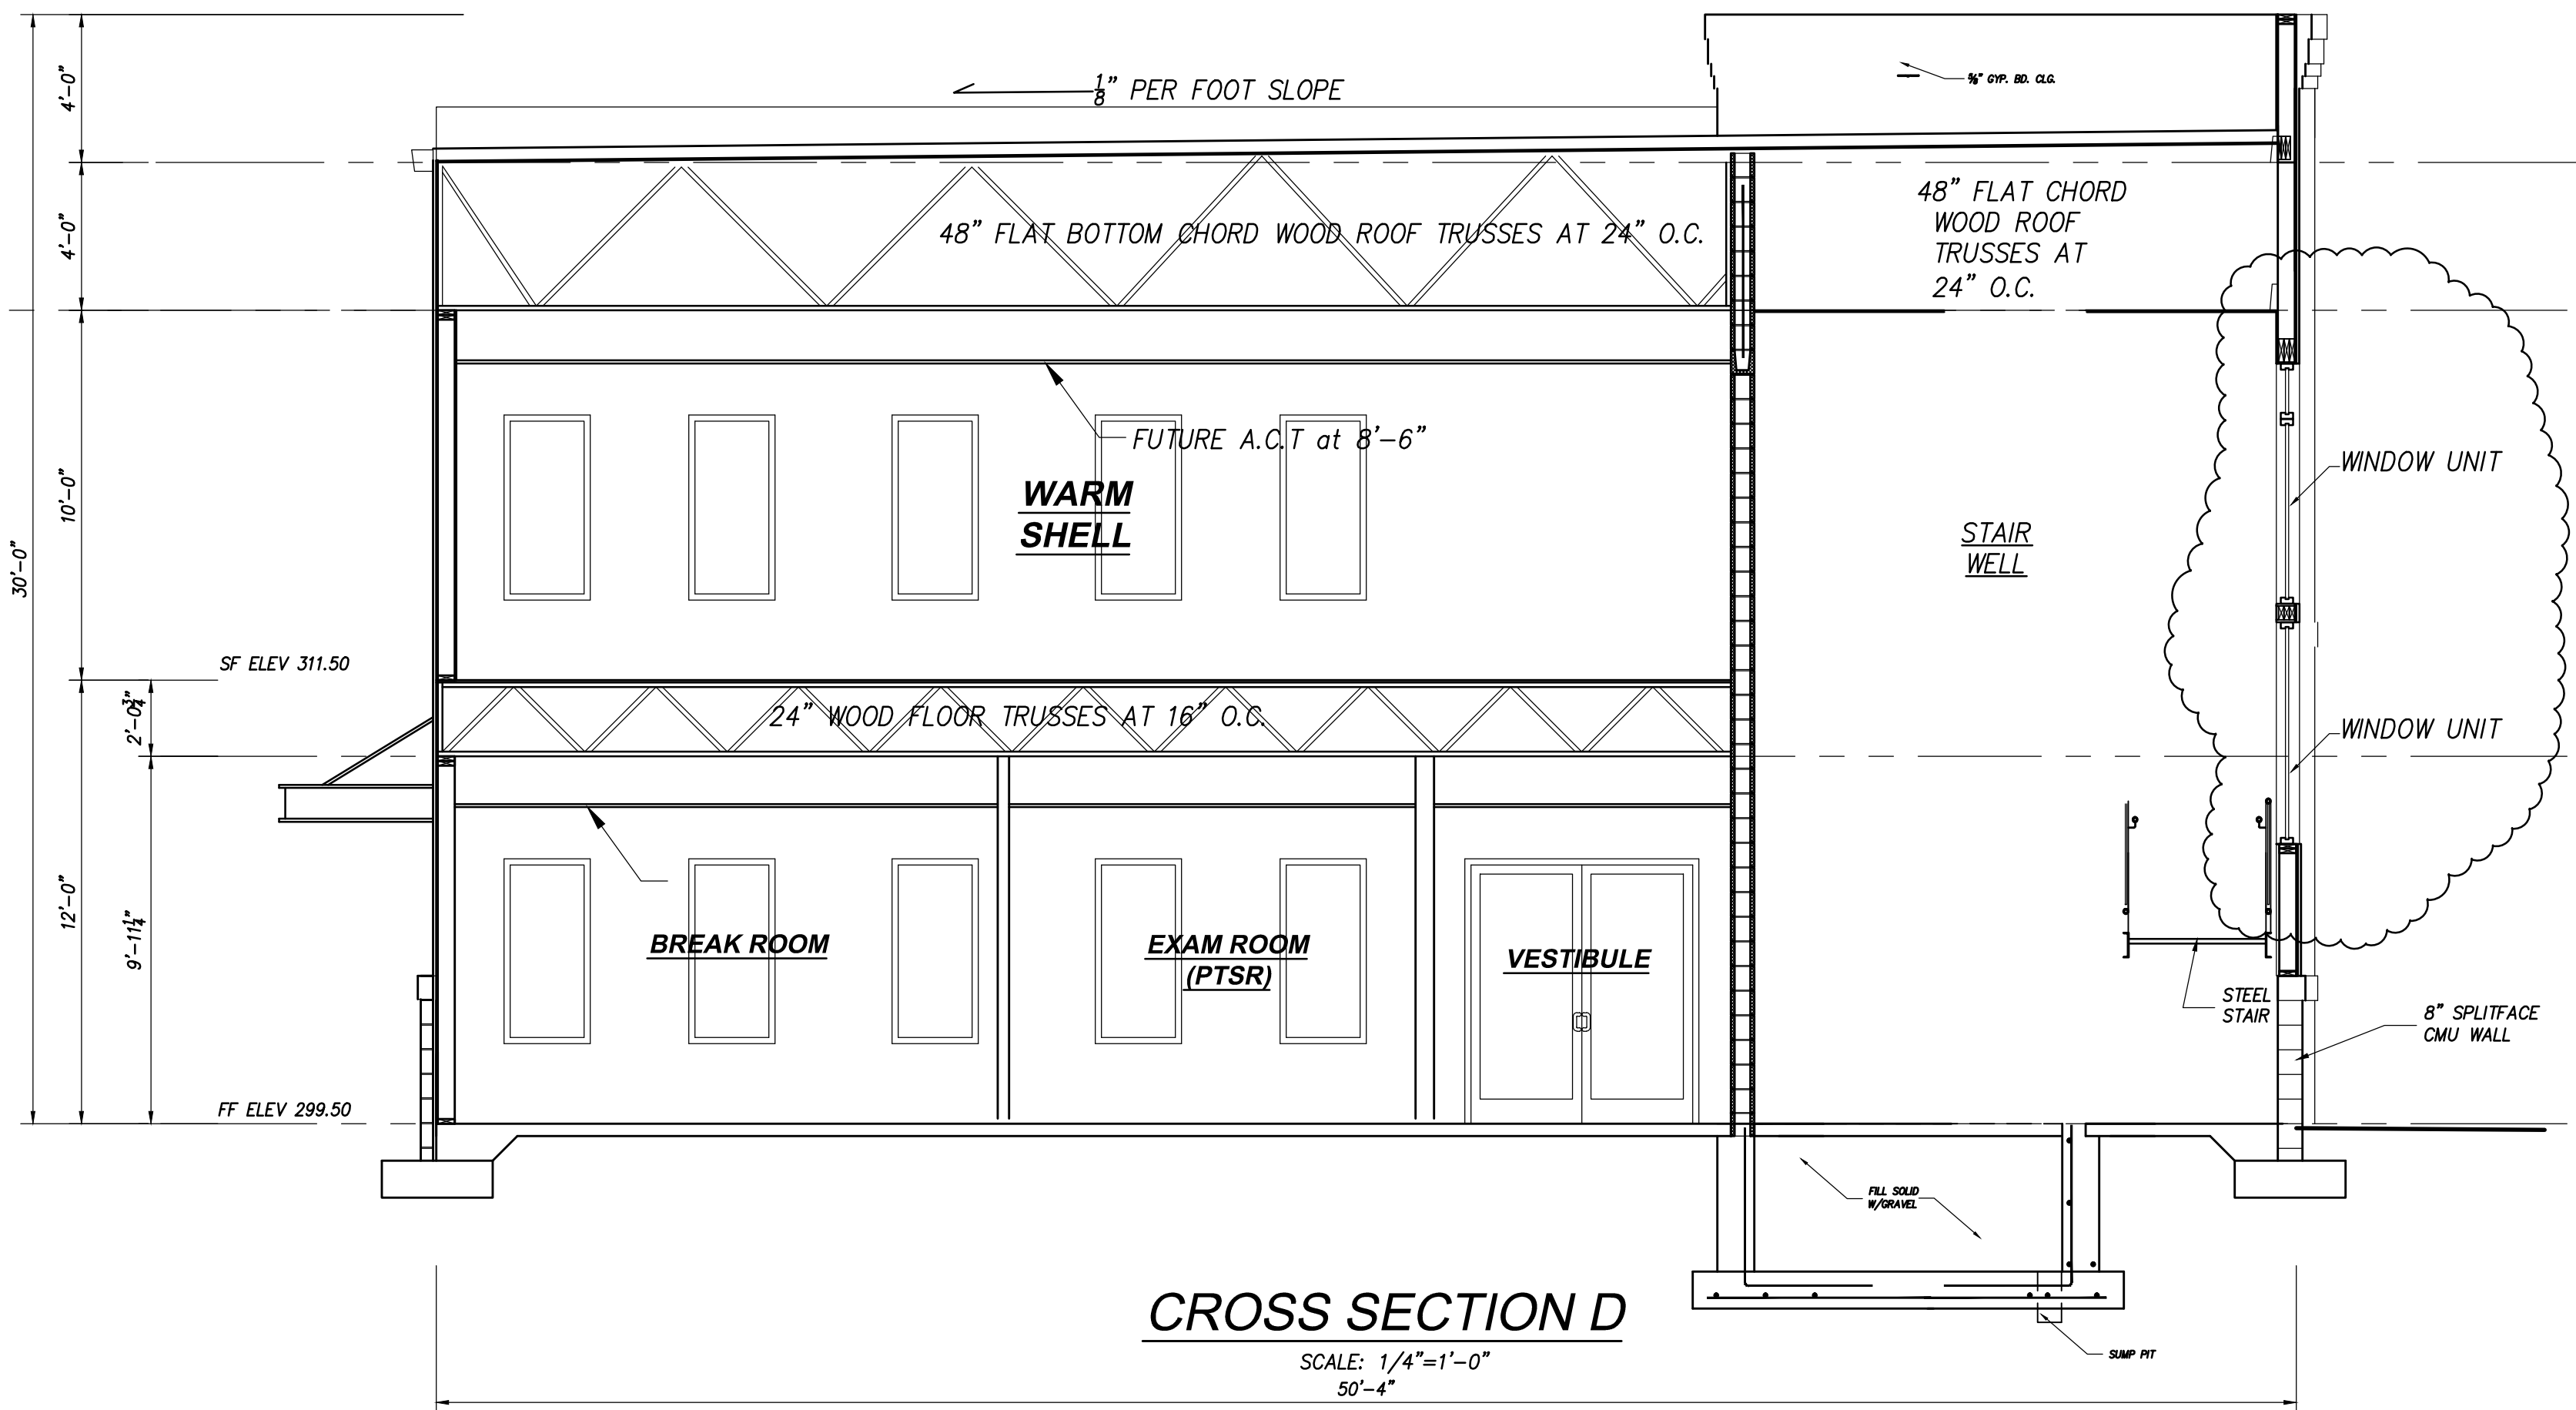 4'-0"
⅝" GYP. BD. CLG.
1/8" PER FOOT SLOPE
4'-0"
48" FLAT BOTTOM CHORD WOOD ROOF TRUSSES AT 24" O.C.
48" FLAT CHORD
WOOD ROOF
TRUSSES AT
24" O.C.
FUTURE A.C.T at 8'-6"
10'-0"
30'-0"
WARM
SHELL
WINDOW UNIT
STAIR
WELL
SF ELEV 311.50
2'-0¾"
24" WOOD FLOOR TRUSSES AT 16" O.C.
WINDOW UNIT
12'-0"
9'-11¼"
BREAK ROOM
EXAM ROOM
(PTSR)
VESTIBULE
STEEL
STAIR
8" SPLITFACE
CMU WALL
FF ELEV 299.50
FILL SOLID
W/GRAVEL
CROSS SECTION D
SCALE: 1/4"=1'-0"
SUMP PIT
50'-4"